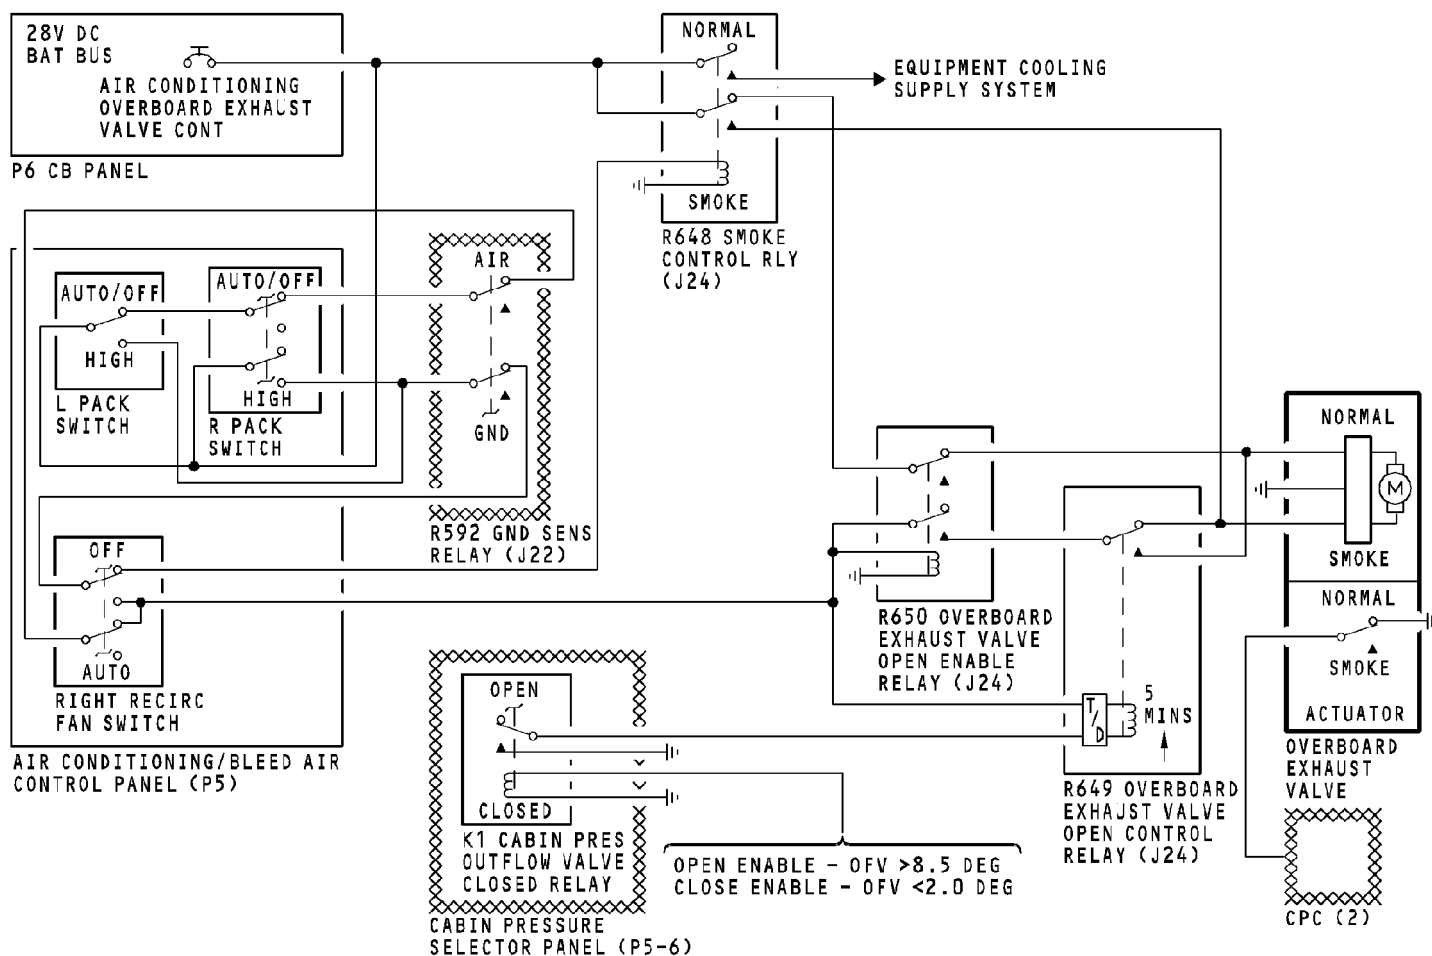 28V DC
BAT BUS
AIR CONDITIONING
OVERBOARD EXHAUST
VALVE CONT
P6 CB PANEL
NORMAL
SMOKE
R648 SMOKE
CONTROL RLY
(J24)
EQUIPMENT COOLING
SUPPLY SYSTEM
AUTO/OFF
HIGH
L PACK
SWITCH
AUTO/OFF
HIGH
R PACK
SWITCH
AIR
GND
R592 GND SENS
RELAY (J22)
OFF
AUTO
RIGHT RECIRC
FAN SWITCH
AIR CONDITIONING/BLEED AIR
CONTROL PANEL (P5)
OPEN
CLOSED
K1 CABIN PRES
OUTFLOW VALVE
CLOSED RELAY
CABIN PRESSURE
SELECTOR PANEL (P5-6)
OPEN ENABLE - OFV >8.5 DEG
CLOSE ENABLE - OFV <2.0 DEG
R650 OVERBOARD
EXHAUST VALVE
OPEN ENABLE
RELAY (J24)
T/D
5
MINS
R649 OVERBOARD
EXHAUST VALVE
OPEN CONTROL
RELAY (J24)
NORMAL
M
SMOKE
NORMAL
SMOKE
ACTUATOR
OVERBOARD
EXHAUST
VALVE
CPC (2)